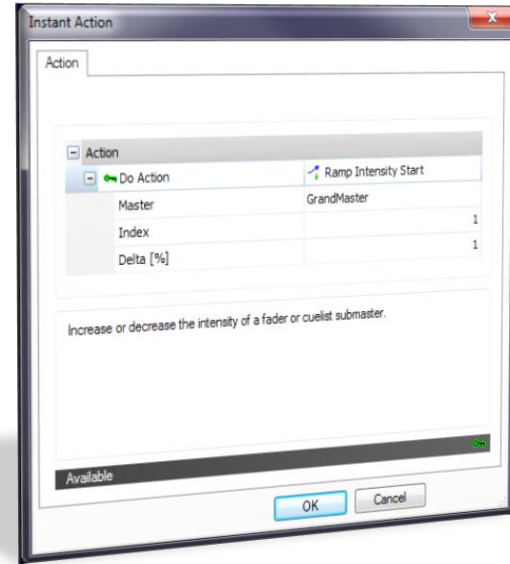 Instant Action
Action
Action
Do Action Ramp Intensity Start
Master GrandMaster
Index 1
Delta [%] 1
Increase or decrease the intensity of a fader or cuelist submaster.
Available
OK Cancel